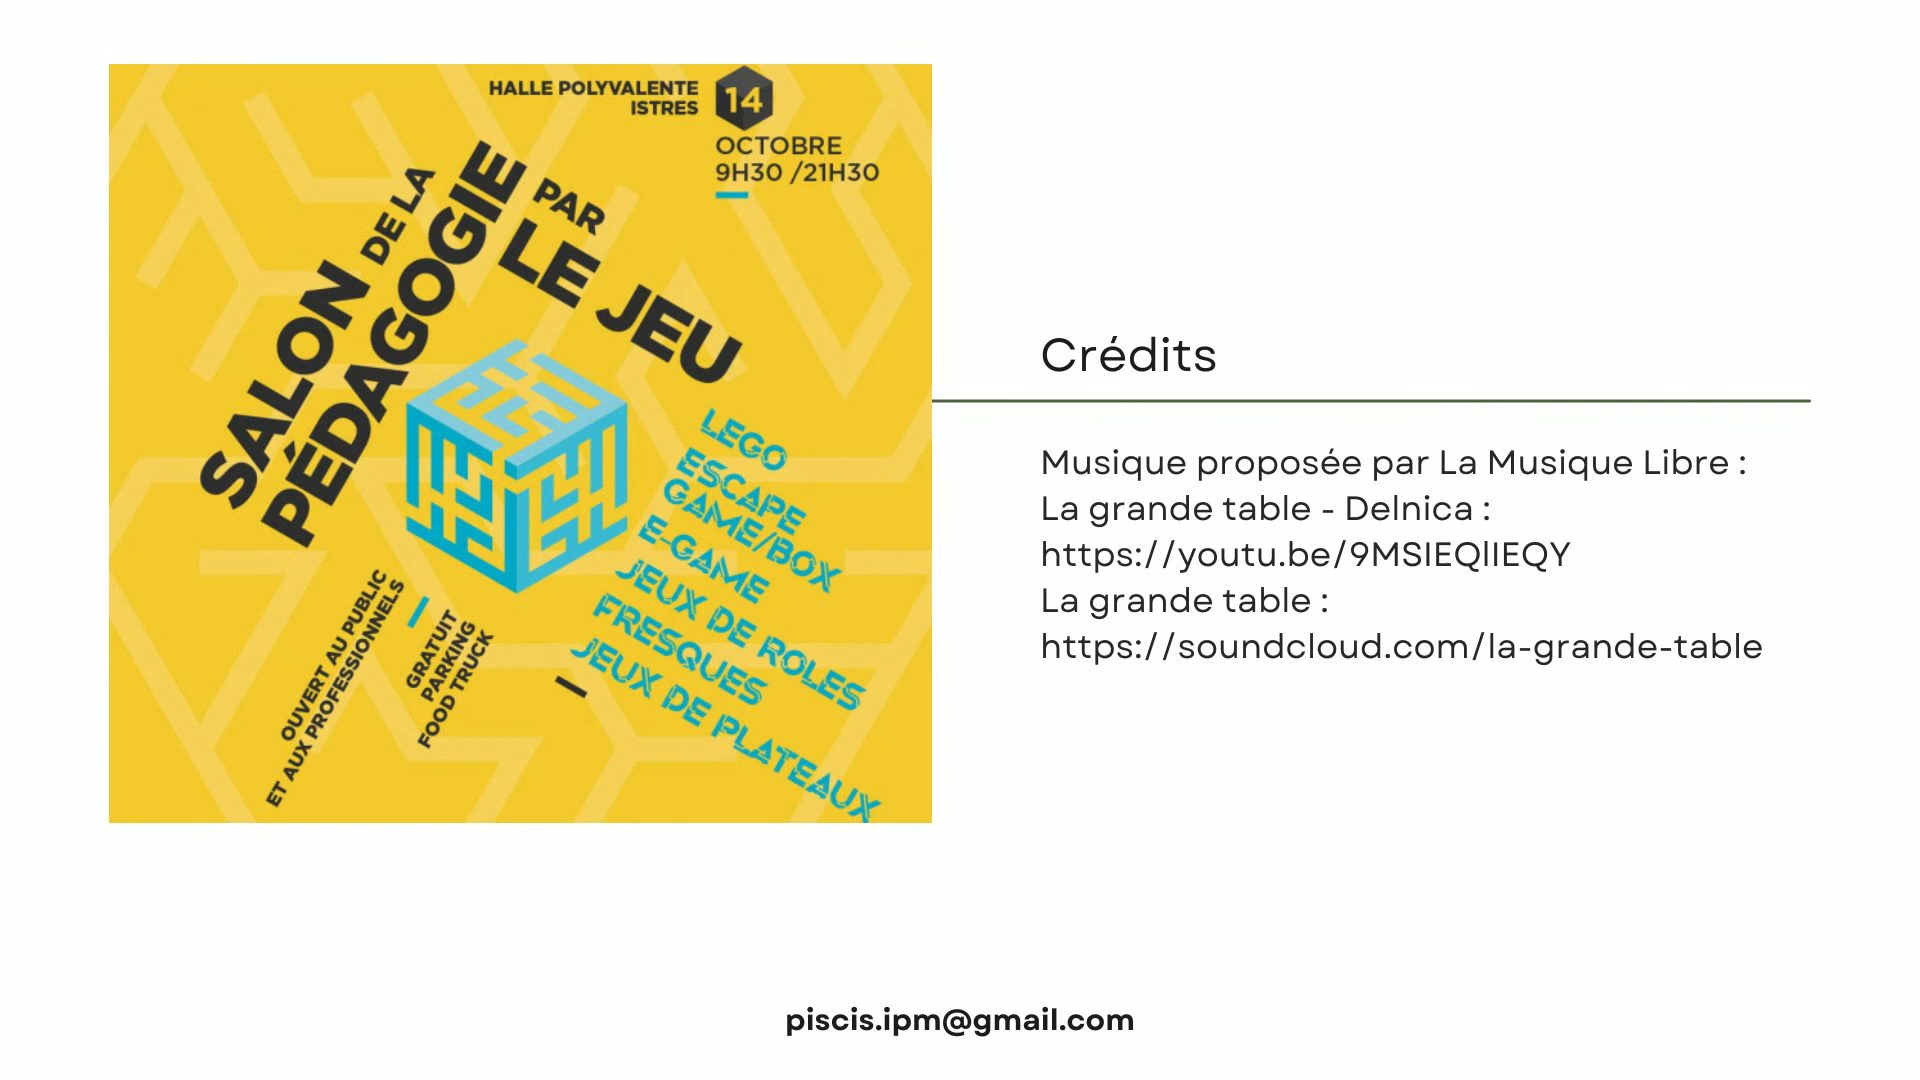 HALLE POLYVALENTE
ISTRES
14
OCTOBRE
9H30 /21H30
SALON DE LA
PÉDAGOGIE
PAR
LE JEU
LEGO
ESCAPE
GAME/BOX
E-GAME
JEUX DE ROLES
FRESQUES
JEUX DE PLATEAUX
OUVERT AU PUBLIC
ET AUX PROFESSIONNELS
GRATUIT
PARKING
FOOD TRUCK
Crédits
Musique proposée par La Musique Libre :
La grande table - Delnica :
https://youtu.be/9MSIEQlIEQY
La grande table :
https://soundcloud.com/la-grande-table
piscis.ipm@gmail.com